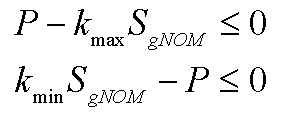 P − k_max S_gNOM ≤ 0
k_min S_gNOM − P ≤ 0